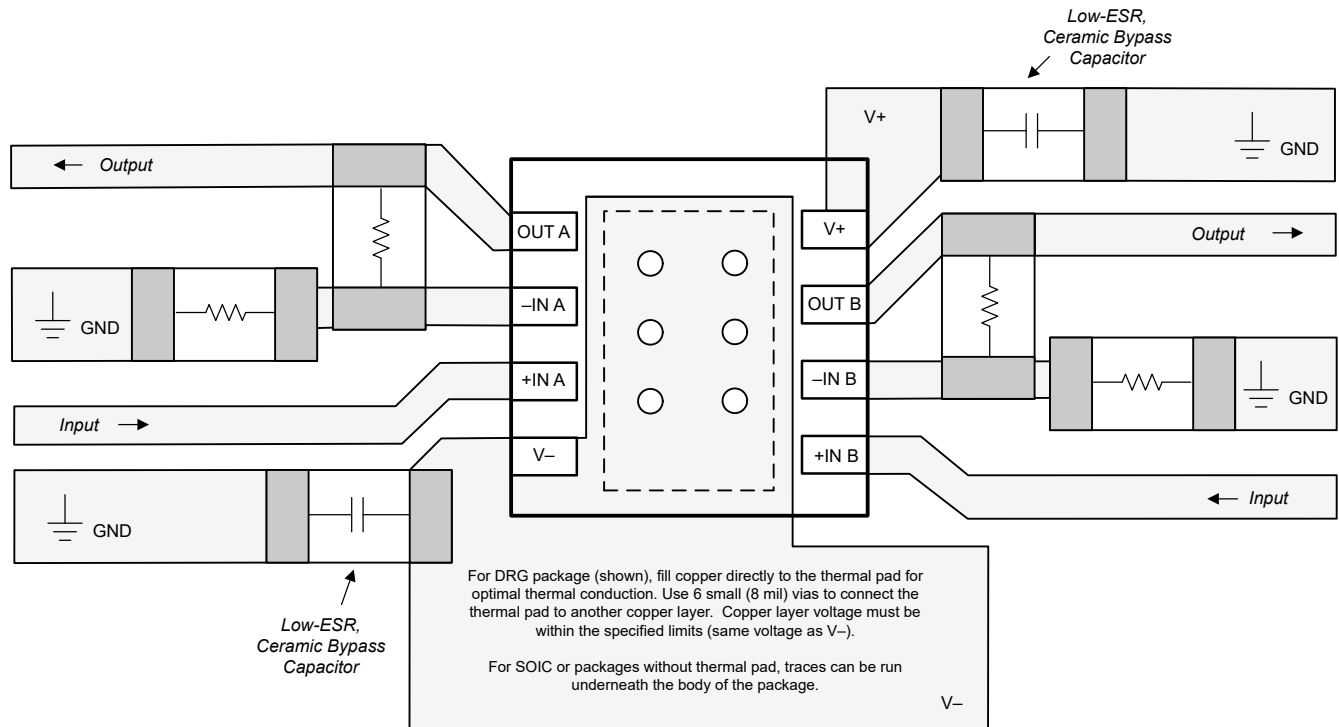 Low-ESR,
Ceramic Bypass
Capacitor
V+
GND
Output
OUT A
V+
Output
–IN A
OUT B
GND
+IN A
–IN B
GND
Input
V–
+IN B
Input
GND
For DRG package (shown), fill copper directly to the thermal pad for
optimal thermal conduction. Use 6 small (8 mil) vias to connect the
thermal pad to another copper layer. Copper layer voltage must be
within the specified limits (same voltage as V–).
For SOIC or packages without thermal pad, traces can be run
underneath the body of the package.
Low-ESR,
Ceramic Bypass
Capacitor
V–